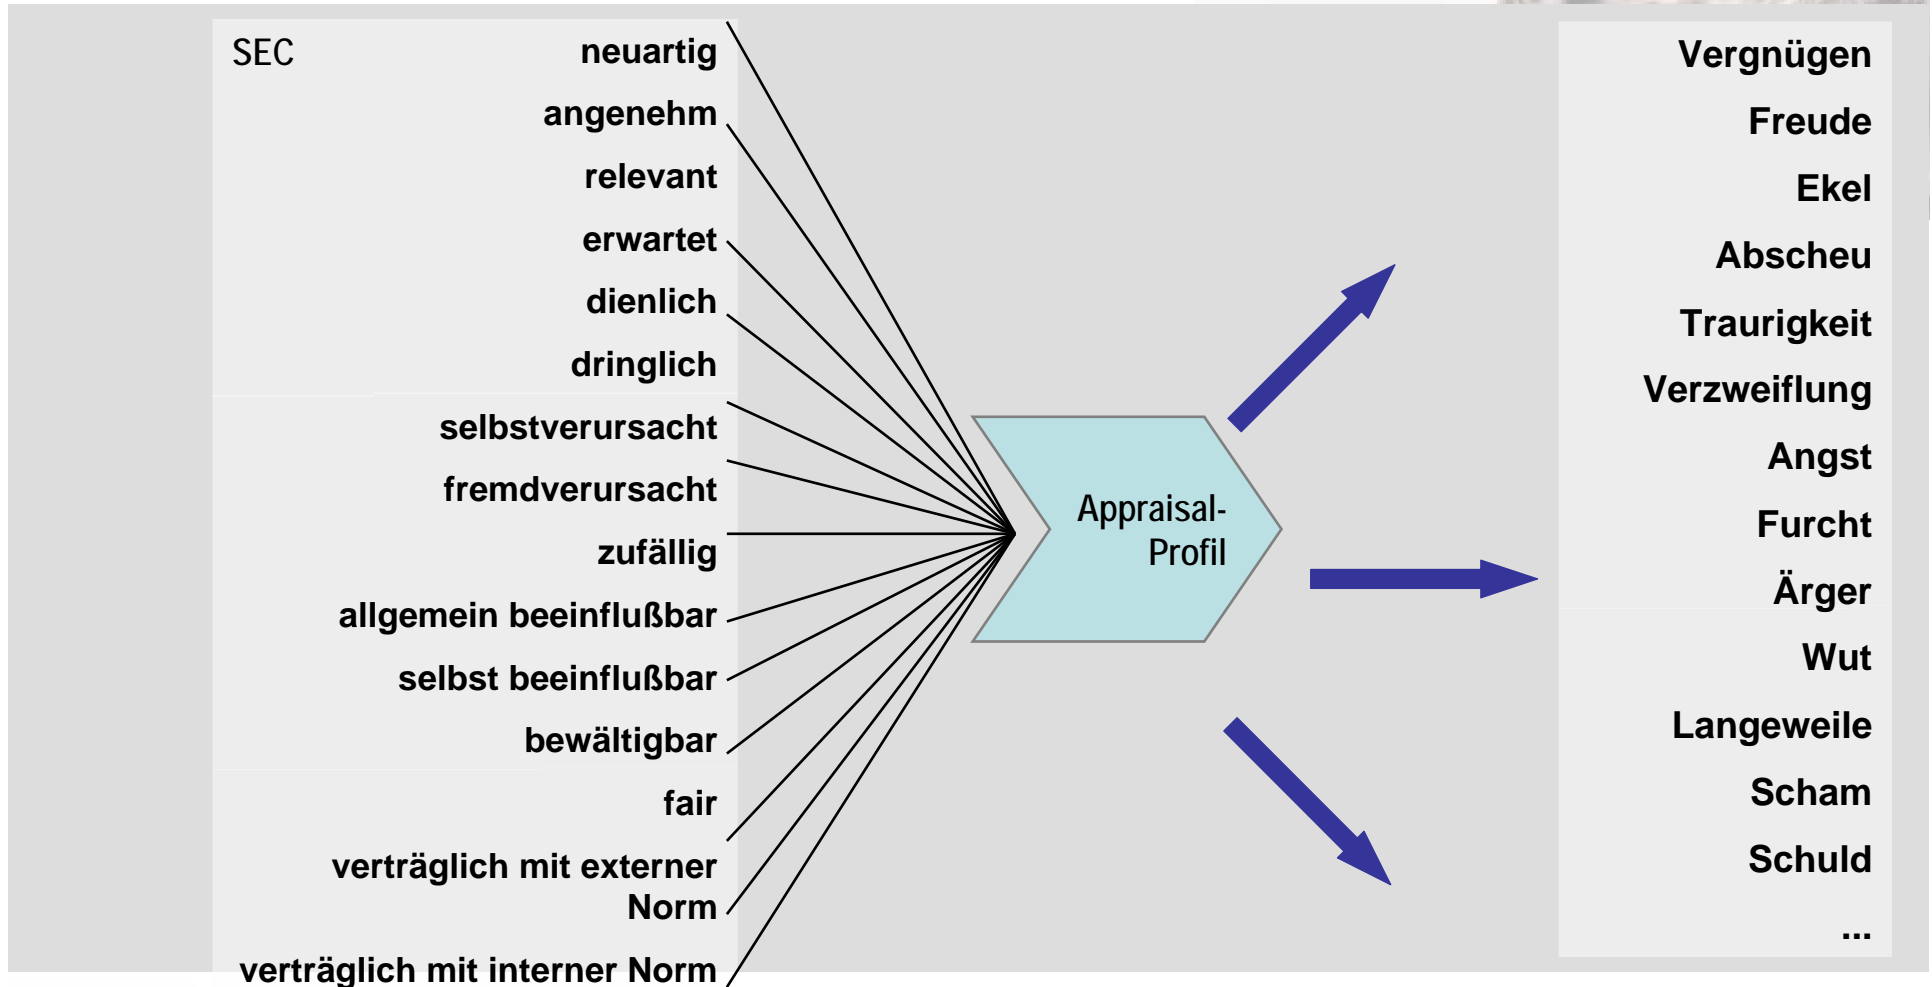 SEC
neuartig
angenehm
relevant
erwartet
dienlich
dringlich
selbstverursacht
fremdverursacht
zufällig
allgemein beeinflußbar
selbst beeinflußbar
bewältigbar
fair
verträglich mit externer
Norm
verträglich mit interner Norm
Appraisal-
Profil
Vergnügen
Freude
Ekel
Abscheu
Traurigkeit
Verzweiflung
Angst
Furcht
Ärger
Wut
Langeweile
Scham
Schuld
...